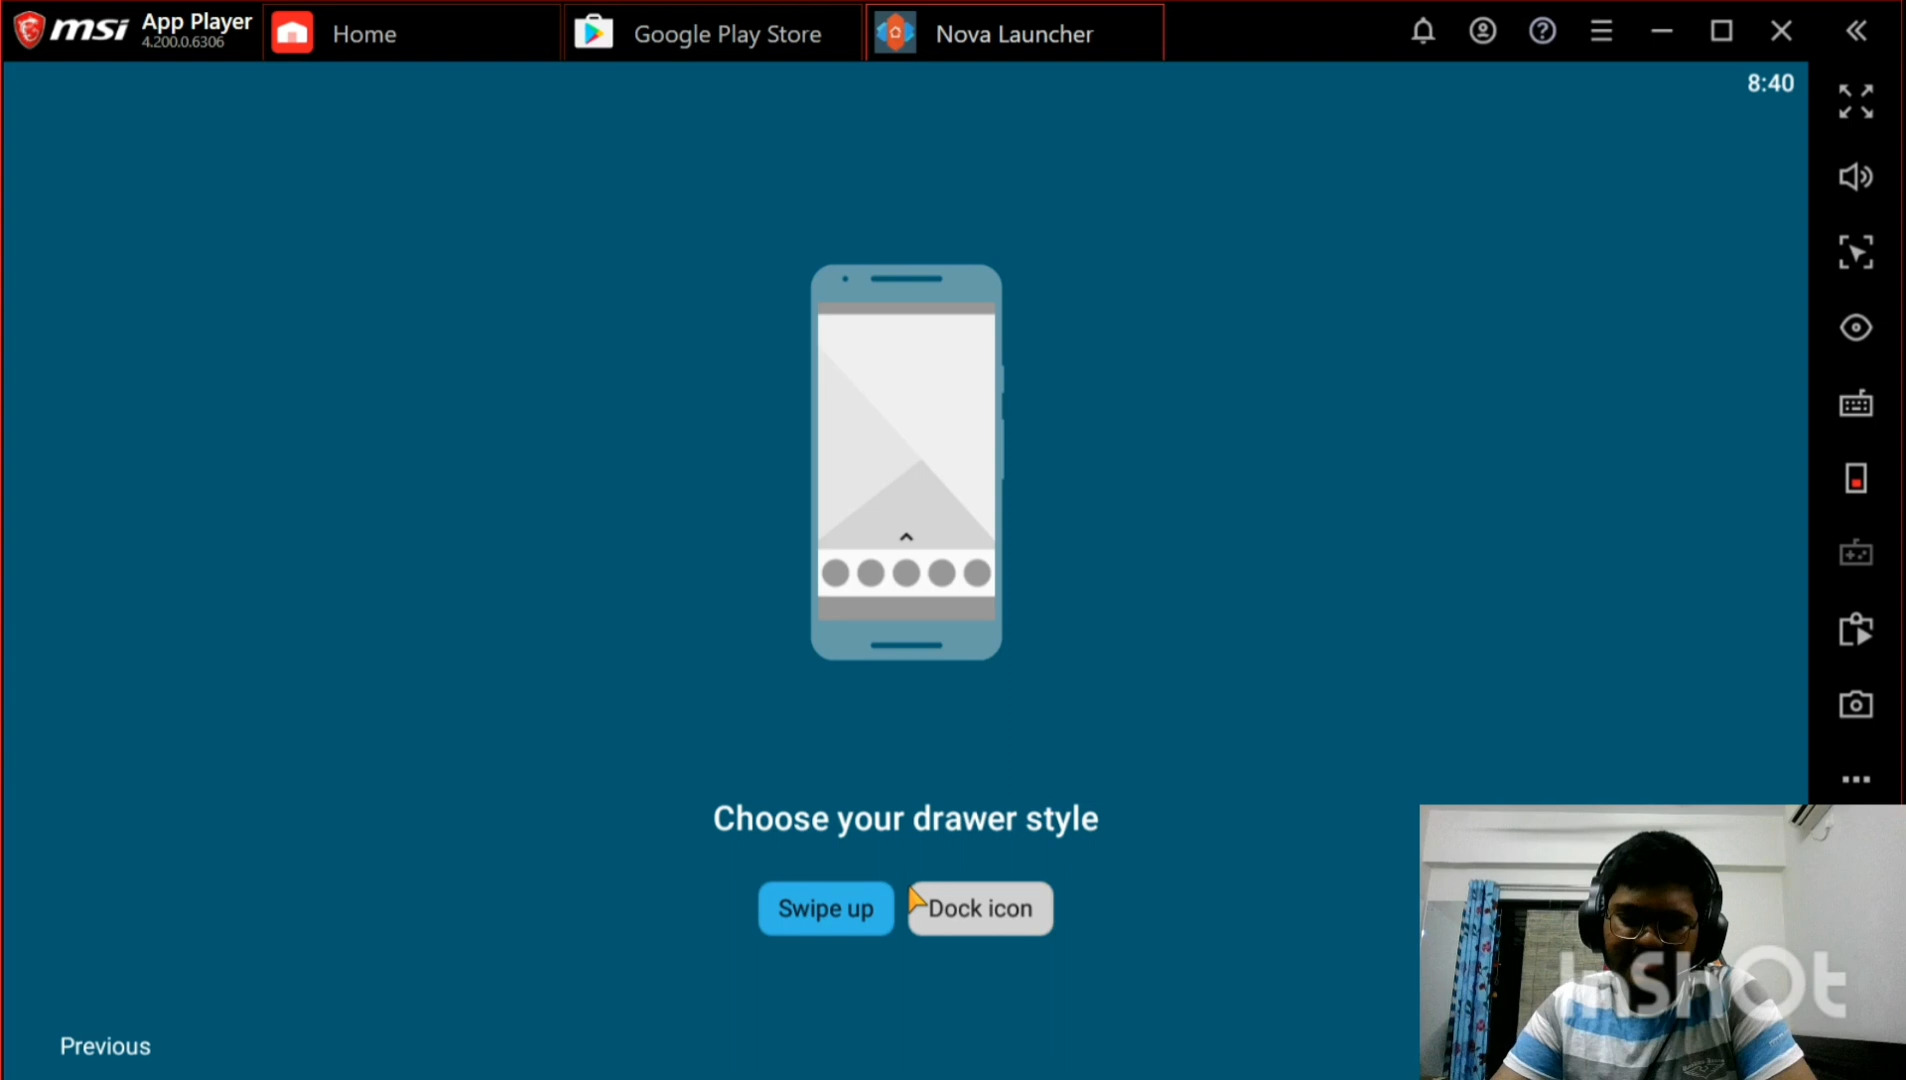 msi App Player
4.200.0.6306
Home
Google Play Store
Nova Launcher
8:40
Choose your drawer style
Swipe up
Dock icon
Previous
InShOt